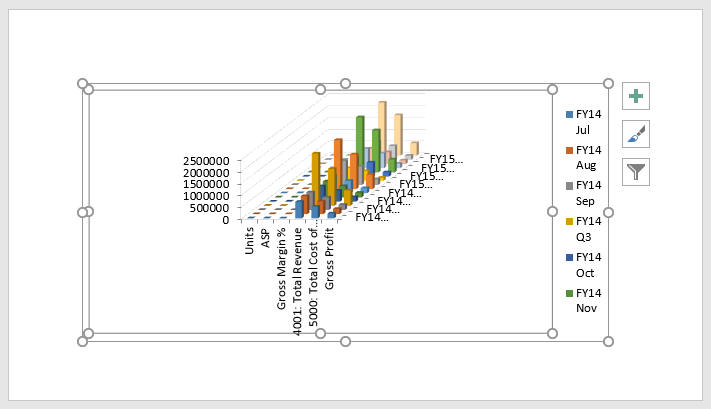 2500000
2000000
1500000
1000000
500000
0
Units
ASP
Gross Margin %
4001: Total Revenue
5000: Total Cost of...
Gross Profit
FY15...
FY15...
FY15...
FY15...
FY14...
FY14...
FY14...
FY14...
FY14
Jul
FY14
Aug
FY14
Sep
FY14
Q3
FY14
Oct
FY14
Nov